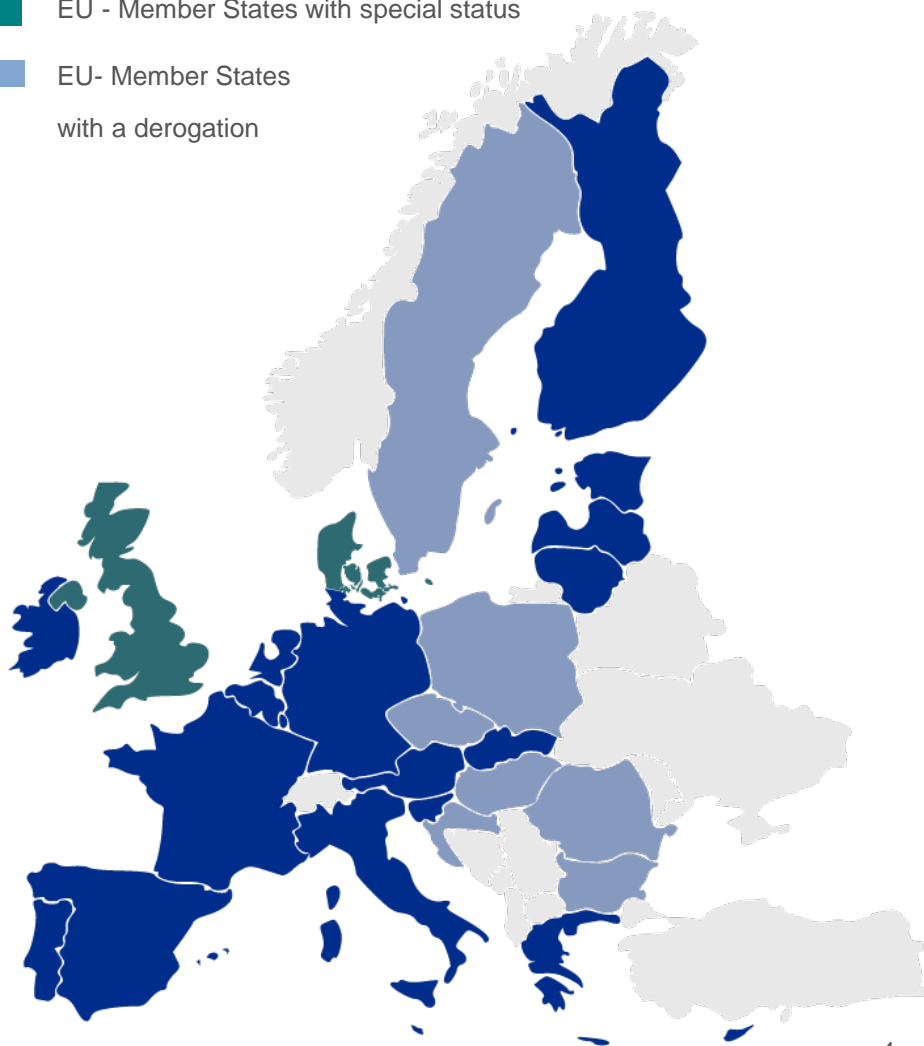 EU - Member States with special status
EU- Member States
with a derogation